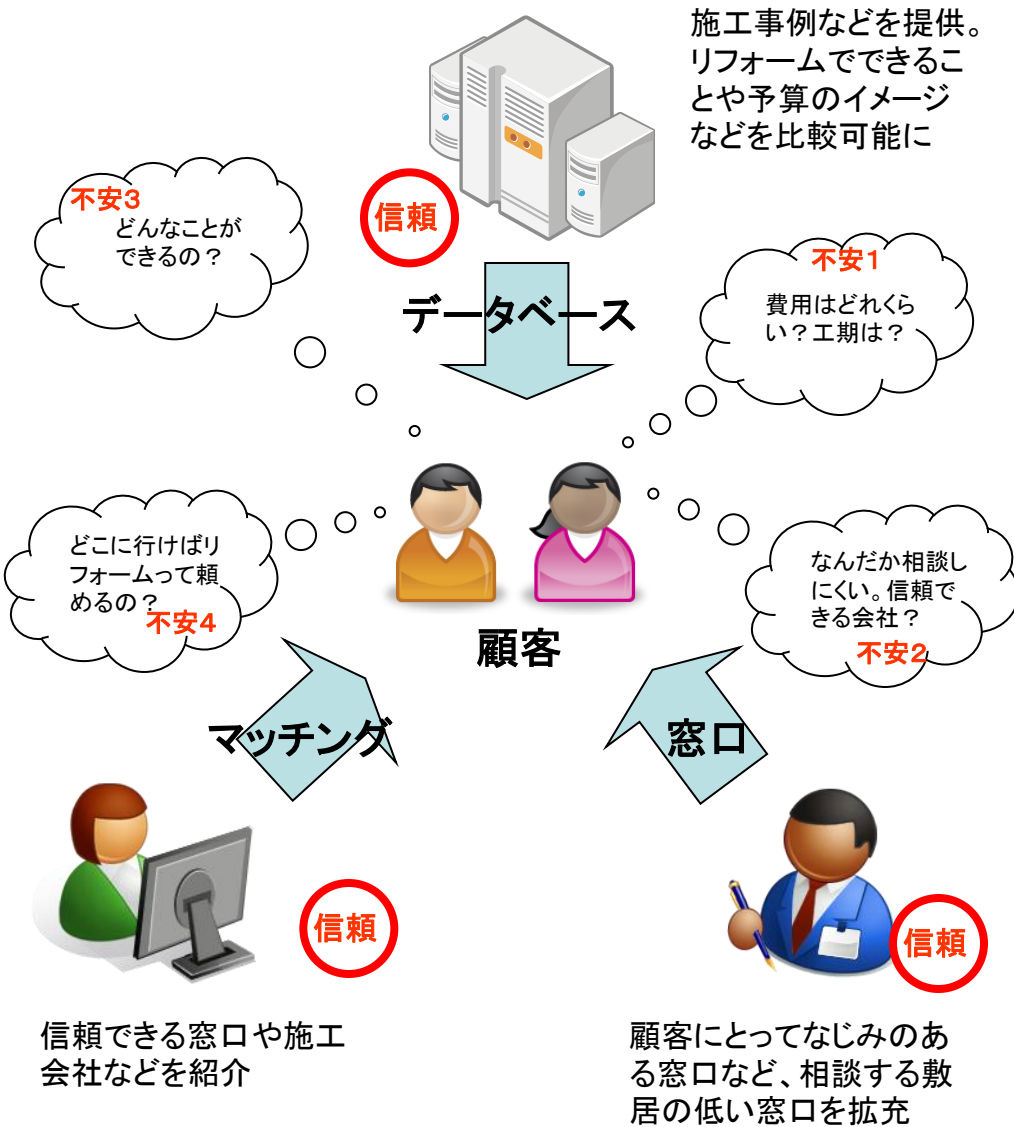 施工事例などを提供。
リフォームでできるこ
とや予算のイメージ
などを比較可能に
信頼
不安3
どんなことが
できるの？
不安1
費用はどれくら
い？工期は？
データベース
どこに行けばリ
フォームって頼
めるの？
不安4
なんだか相談し
にくい。信頼で
きる会社？
不安2
顧客
マッチング
窓口
信頼
信頼
信頼できる窓口や施工
会社などを紹介
顧客にとってなじみのあ
る窓口など、相談する敷
居の低い窓口を拡充